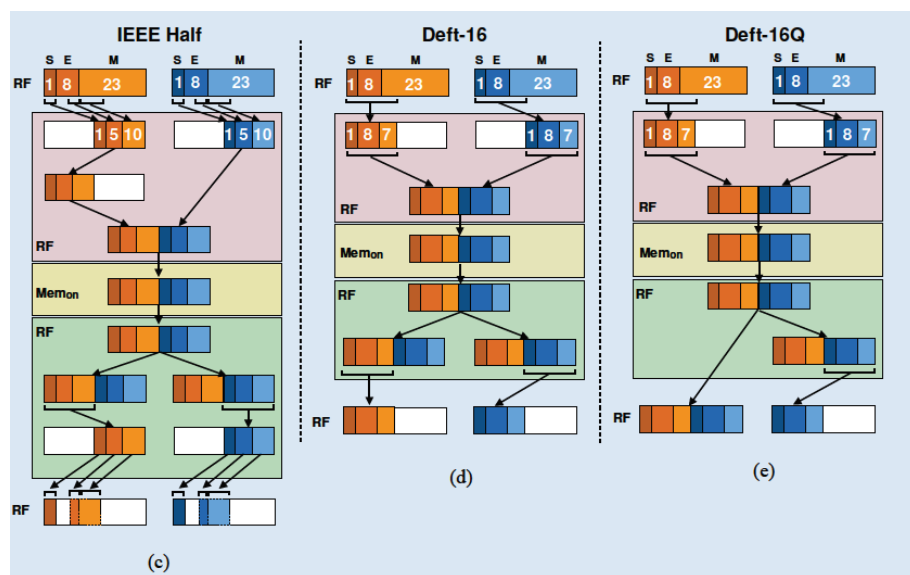 IEEE Half
Deft-16
Deft-16Q
S E M S E M
RF 1 8 23 1 8 23
1 5 10 1 5 10
RF
Memon
RF
RF
(c)
S E M S E M
RF 1 8 23 1 8 23
1 8 7 1 8 7
RF
Memon
RF
RF
(d)
S E M S E M
RF 1 8 23 1 8 23
1 8 7 1 8 7
RF
Memon
RF
RF
(e)